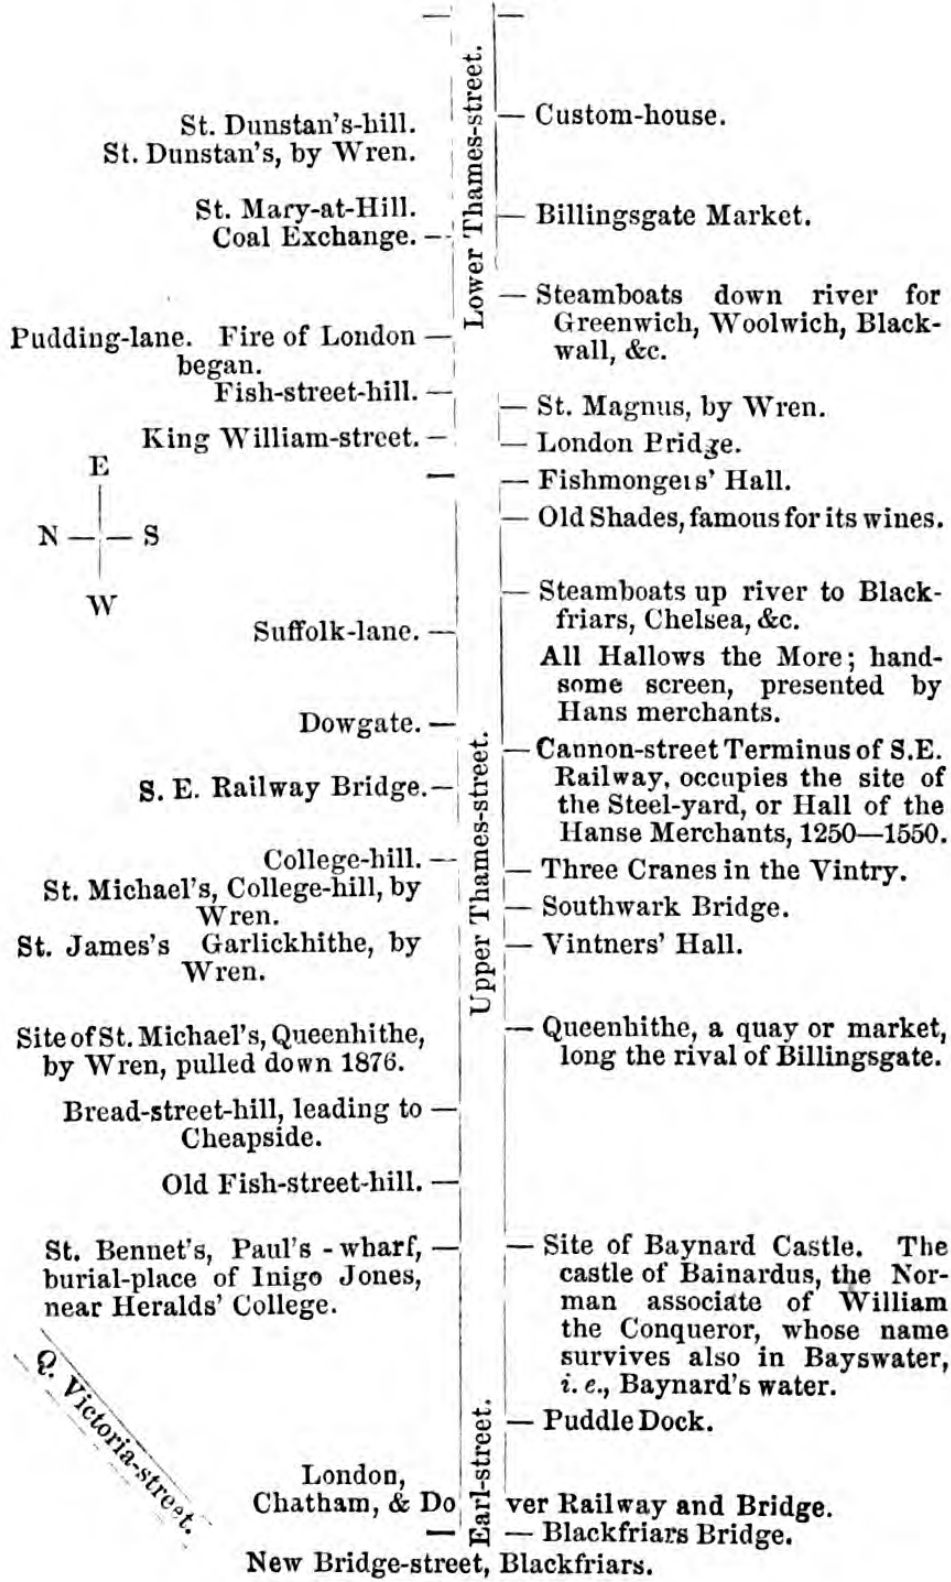 St. Dunstan's-hill.
St. Dunstan's, by Wren.
St. Mary-at-Hill.
Coal Exchange. —
Pudding-lane. Fire of London —
began.
Fish-street-hill. —
King William-street. —
E
N — — S
W
Suffolk-lane. —
Dowgate. —
S. E. Railway Bridge. —
College-hill. —
St. Michael's, College-hill, by
Wren.
St. James's Garlickhithe, by
Wren.
Site of St. Michael's, Queenhithe,
by Wren, pulled down 1876.
Bread-street-hill, leading to —
Cheapside.
Old Fish-street-hill. —
St. Bennet's, Paul's-wharf, —
burial-place of Inigo Jones,
near Heralds' College.
Q. Victoria-street.
Lower Thames-street.
Upper Thames-street.
Earl-street.
— Custom-house.
— Billingsgate Market.
— Steamboats down river for
Greenwich, Woolwich, Black-
wall, &c.
— St. Magnus, by Wren.
— London Bridge.
— Fishmongers' Hall.
— Old Shades, famous for its wines.
— Steamboats up river to Black-
friars, Chelsea, &c.
All Hallows the More; hand-
some screen, presented by
Hans merchants.
— Cannon-street Terminus of S.E.
Railway, occupies the site of
the Steel-yard, or Hall of the
Hanse Merchants, 1250—1550.
— Three Cranes in the Vintry.
— Southwark Bridge.
— Vintners' Hall.
— Queenhithe, a quay or market,
long the rival of Billingsgate.
— Site of Baynard Castle. The
castle of Bainardus, the Nor-
man associate of William
the Conqueror, whose name
survives also in Bayswater,
i. e., Baynard's water.
— Puddle Dock.
London,
Chatham, & Dover Railway and Bridge.
— Blackfriars Bridge.
New Bridge-street, Blackfriars.